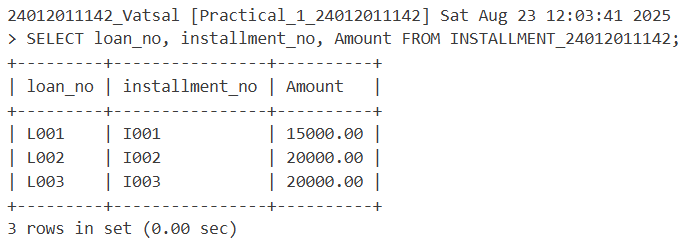 24012011142_Vatsal [Practical_1_24012011142] Sat Aug 23 12:03:41 2025
> SELECT loan_no, installment_no, Amount FROM INSTALLMENT_24012011142;
+---------+----------------+----------+
| loan_no | installment_no | Amount   |
+---------+----------------+----------+
| L001    | I001           | 15000.00 |
| L002    | I002           | 20000.00 |
| L003    | I003           | 20000.00 |
+---------+----------------+----------+
3 rows in set (0.00 sec)